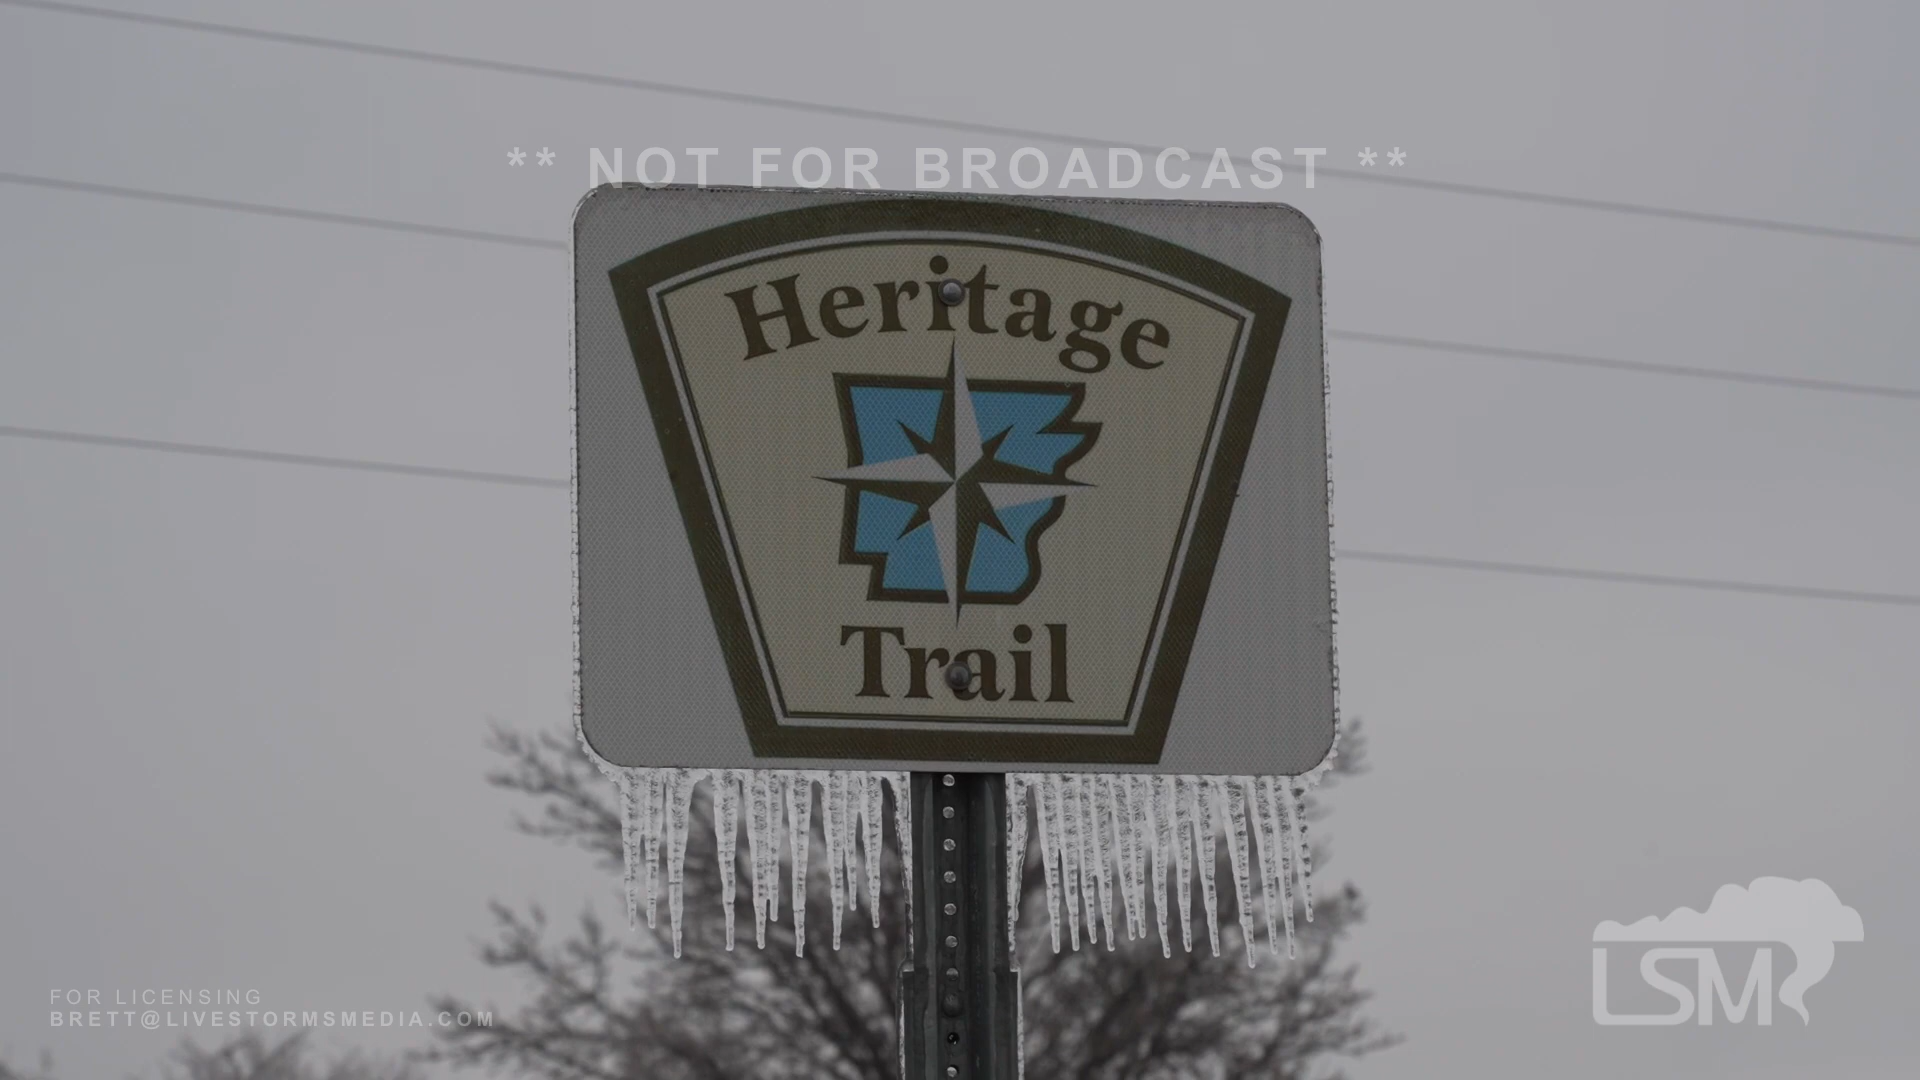 ** NOT FOR BROADCAST **
Heritage
Trail
FOR LICENSING
BRETT@LIVESTORMSMEDIA.COM
LSM